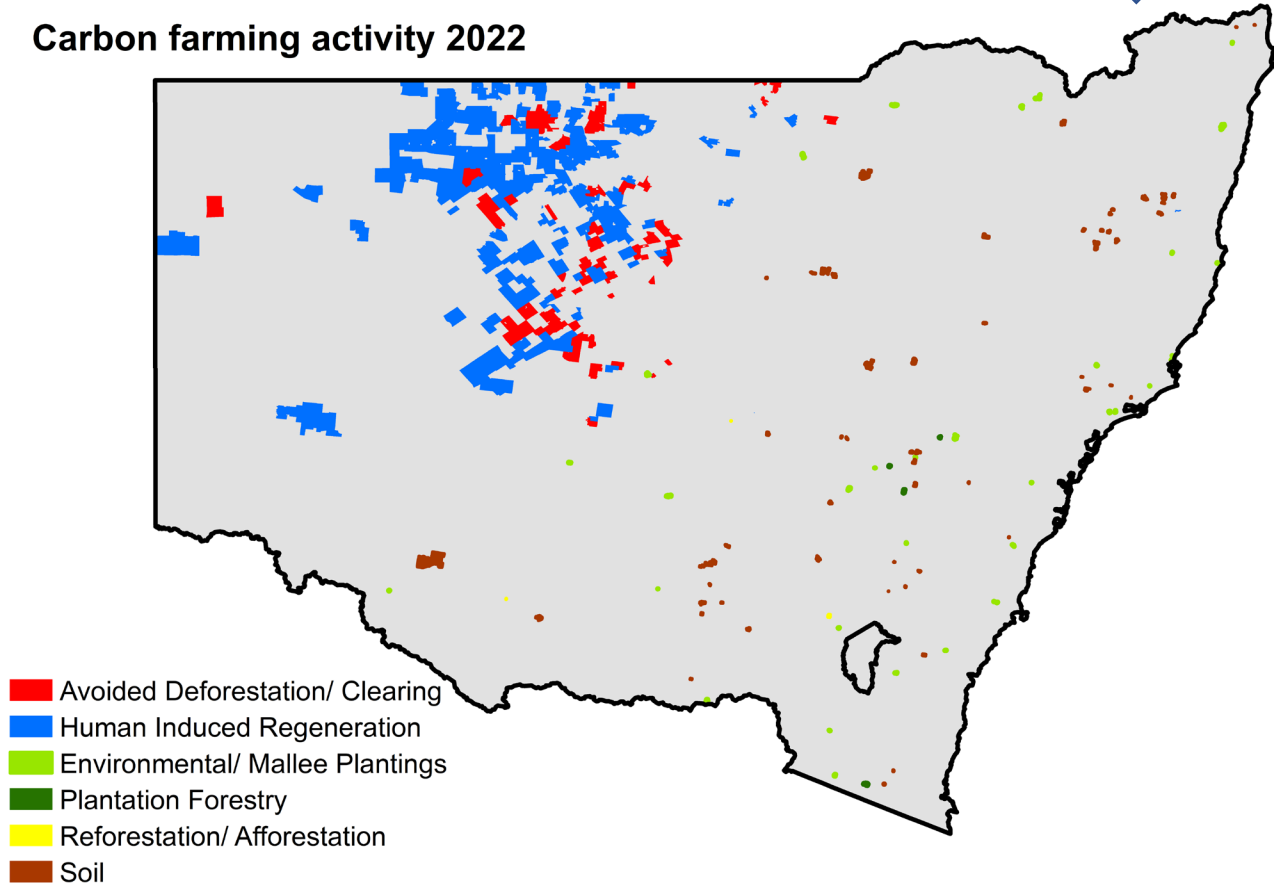 Carbon farming activity 2022
Avoided Deforestation/ Clearing
Human Induced Regeneration
Environmental/ Mallee Plantings
Plantation Forestry
Reforestation/ Afforestation
Soil